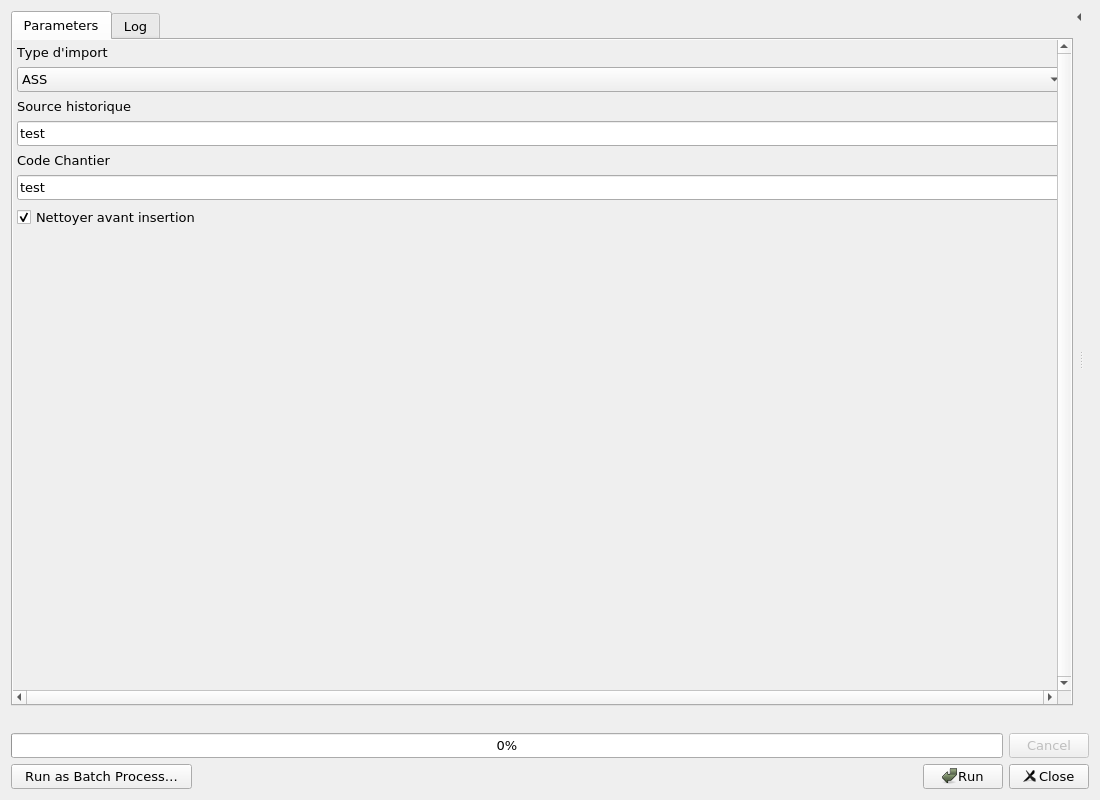 Parameters
Log
Type d'import
ASS
Source historique
test
Code Chantier
test
Nettoyer avant insertion
0%
Cancel
Run as Batch Process...
Run
Close